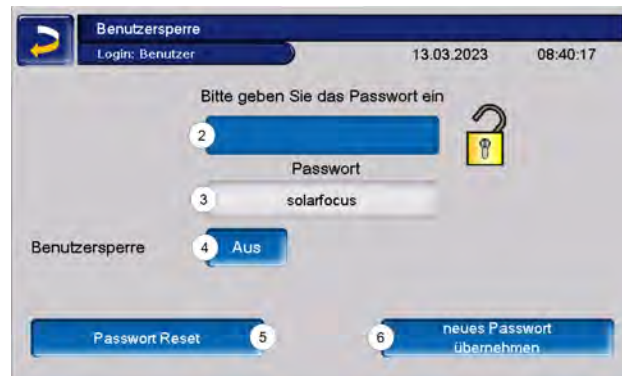 Benutzersperre
Login: Benutzer 13.03.2023 08:40:17
Bitte geben Sie das Passwort ein
2
Passwort
3 solarfocus
Benutzersperre 4 Aus
Passwort Reset 5
6 neues Passwort
übernehmen